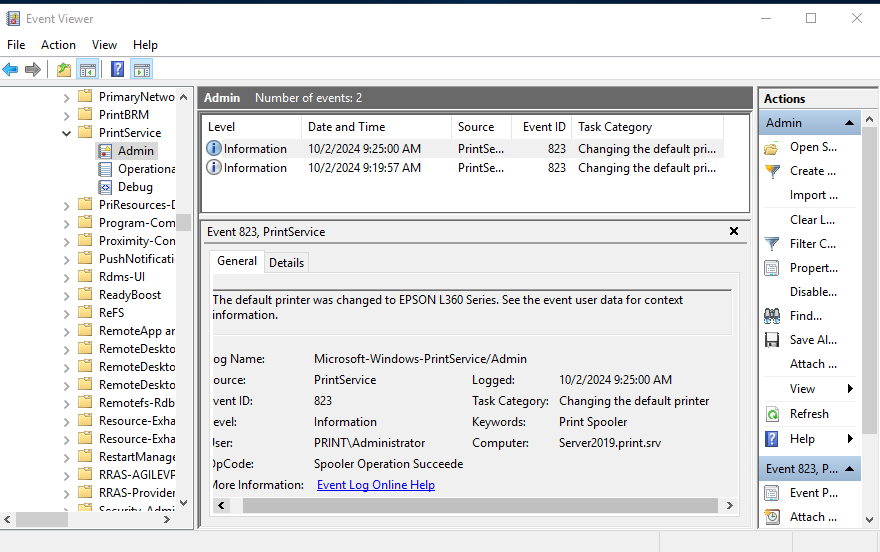 Event Viewer
File Action View Help
PrimaryNetwo
PrintBRM
PrintService
Admin
Operationa
Debug
PriResources-D
Program-Com
Proximity-Con
PushNotificati
Rdms-UI
ReadyBoost
ReFS
RemoteApp an
RemoteDeskto
RemoteDeskto
RemoteDeskto
Remotefs-Rdb
Resource-Exha
Resource-Exha
RestartManage
RRAS-AGILEVP
RRAS-Provider
Security-Admi
Admin Number of events: 2
Level Date and Time Source Event ID Task Category
Information 10/2/2024 9:25:00 AM PrintSe... 823 Changing the default pri...
Information 10/2/2024 9:19:57 AM PrintSe... 823 Changing the default pri...
Event 823, PrintService
General Details
The default printer was changed to EPSON L360 Series. See the event user data for context
information.
og Name: Microsoft-Windows-PrintService/Admin
ource: PrintService Logged: 10/2/2024 9:25:00 AM
vent ID: 823 Task Category: Changing the default printer
evel: Information Keywords: Print Spooler
User: PRINT\Administrator Computer: Server2019.print.srv
OpCode: Spooler Operation Succeede
More Information: Event Log Online Help
Actions
Admin
Open S...
Create ...
Import ...
Clear L...
Filter C...
Propert...
Disable...
Find...
Save Al...
Attach ...
View
Refresh
Help
Event 823, P...
Event P...
Attach ...